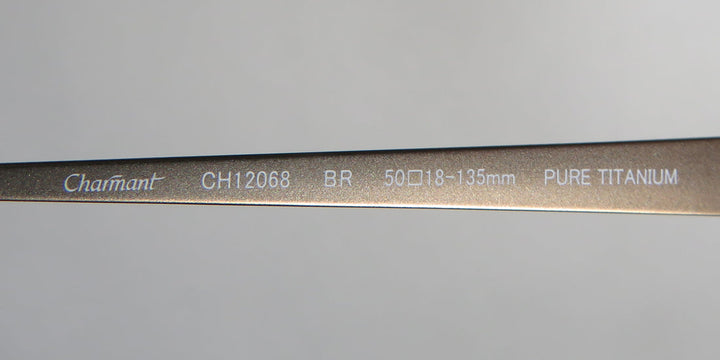 Charmant CH12068 BR 50□18-135mm PURE TITANIUM